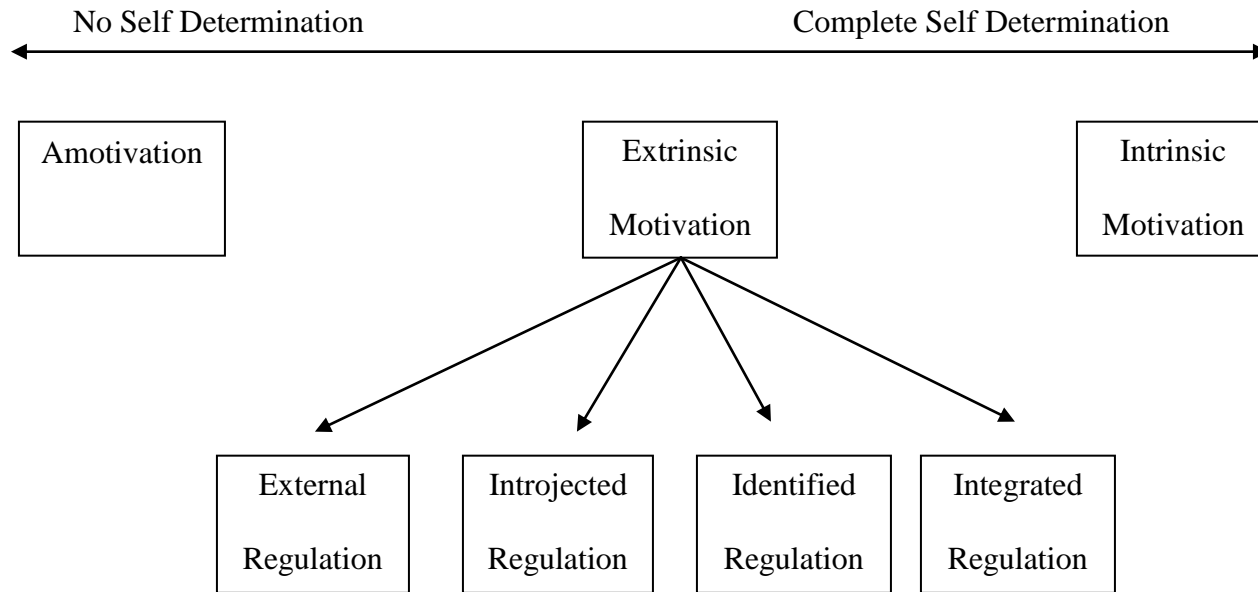 No Self Determination
Complete Self Determination
Amotivation
Extrinsic
Motivation
Intrinsic
Motivation
External
Regulation
Introjected
Regulation
Identified
Regulation
Integrated
Regulation